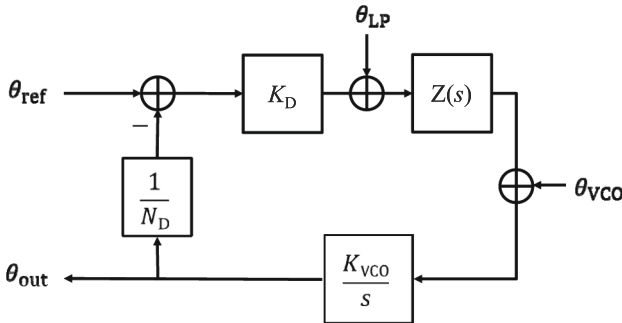 θLP
θref
KD
Z(s)
−
1
ND
θVCO
θout
KVCO
s